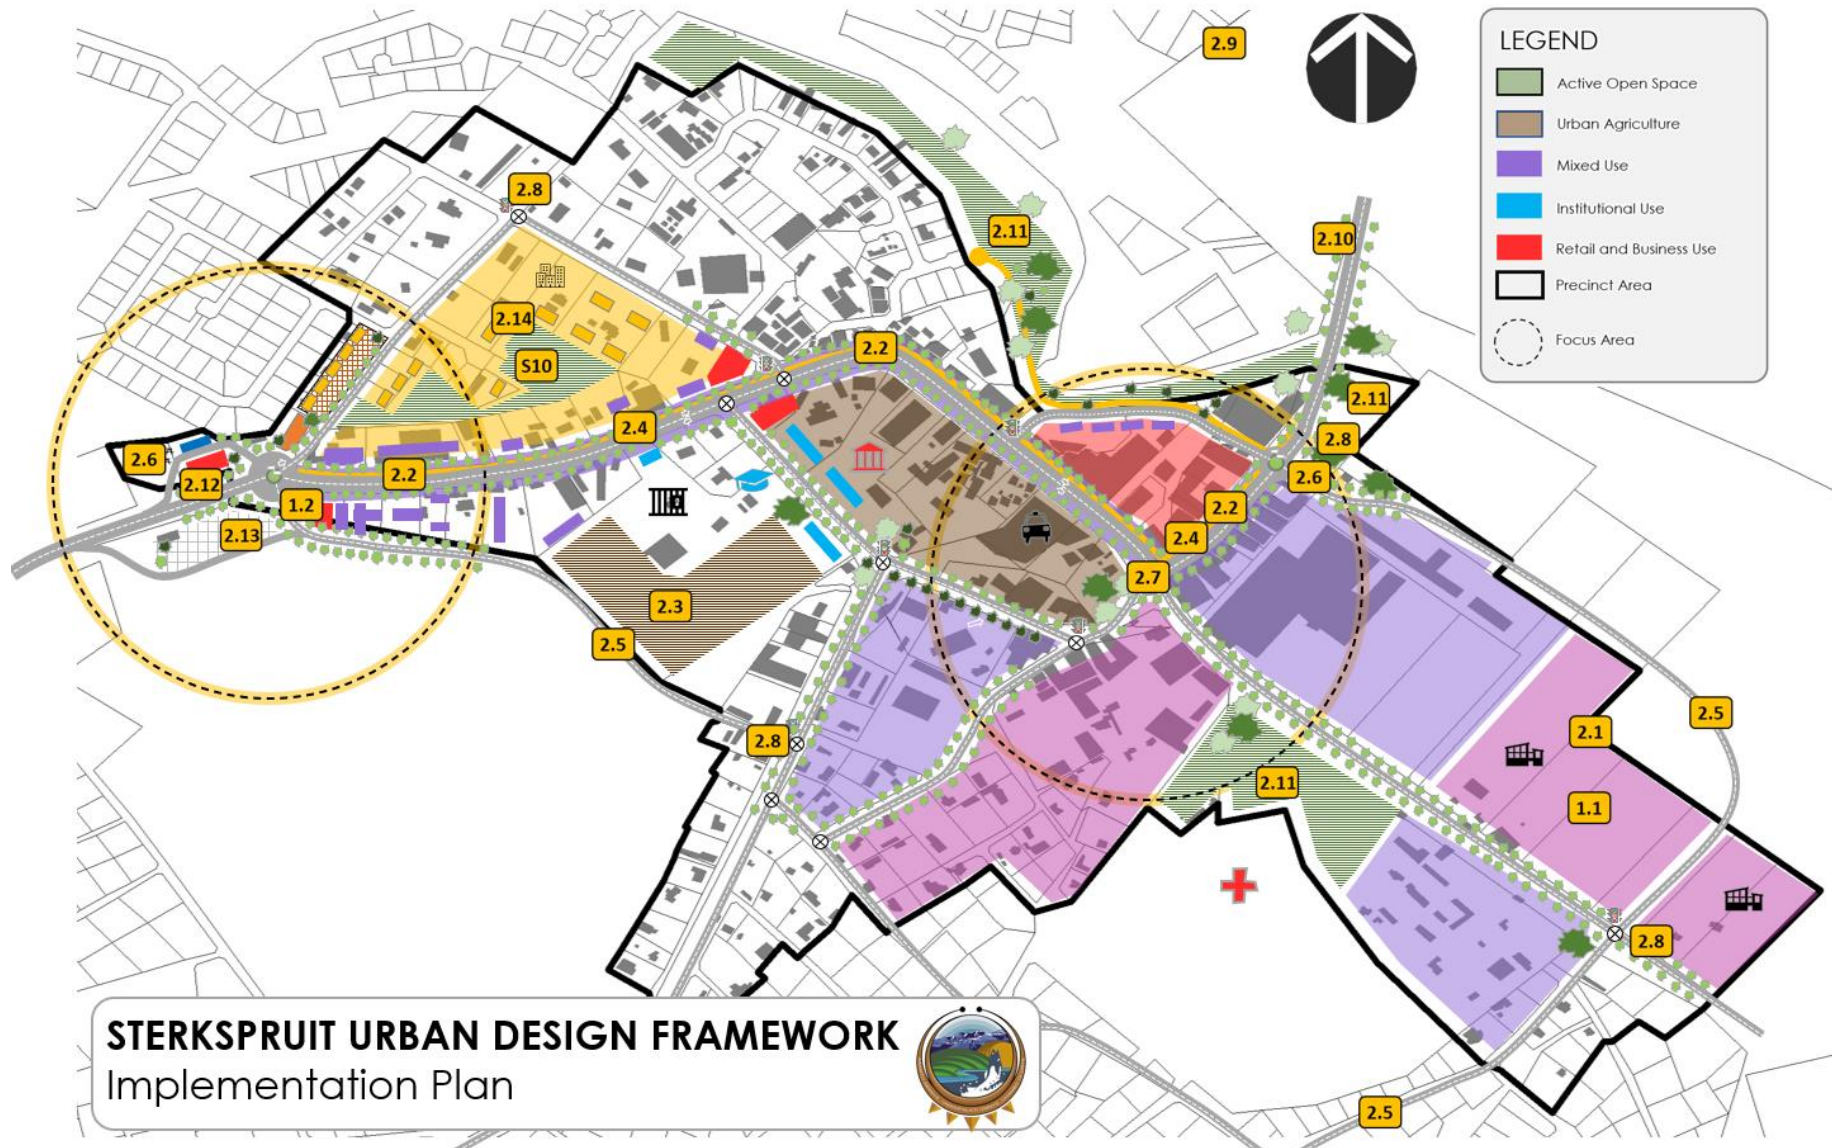 2.9
LEGEND
Active Open Space
Urban Agriculture
Mixed Use
Institutional Use
Retail and Business Use
Precinct Area
Focus Area
2.8
2.11
2.10
2.14
2.2
S10
2.11
2.4
2.8
2.6
2.2
2.6
2.12
1.2
2.2
2.13
2.4
2.7
2.3
2.5
2.5
2.1
2.8
2.11
1.1
2.8
STERKSPRUIT URBAN DESIGN FRAMEWORK
Implementation Plan
2.5